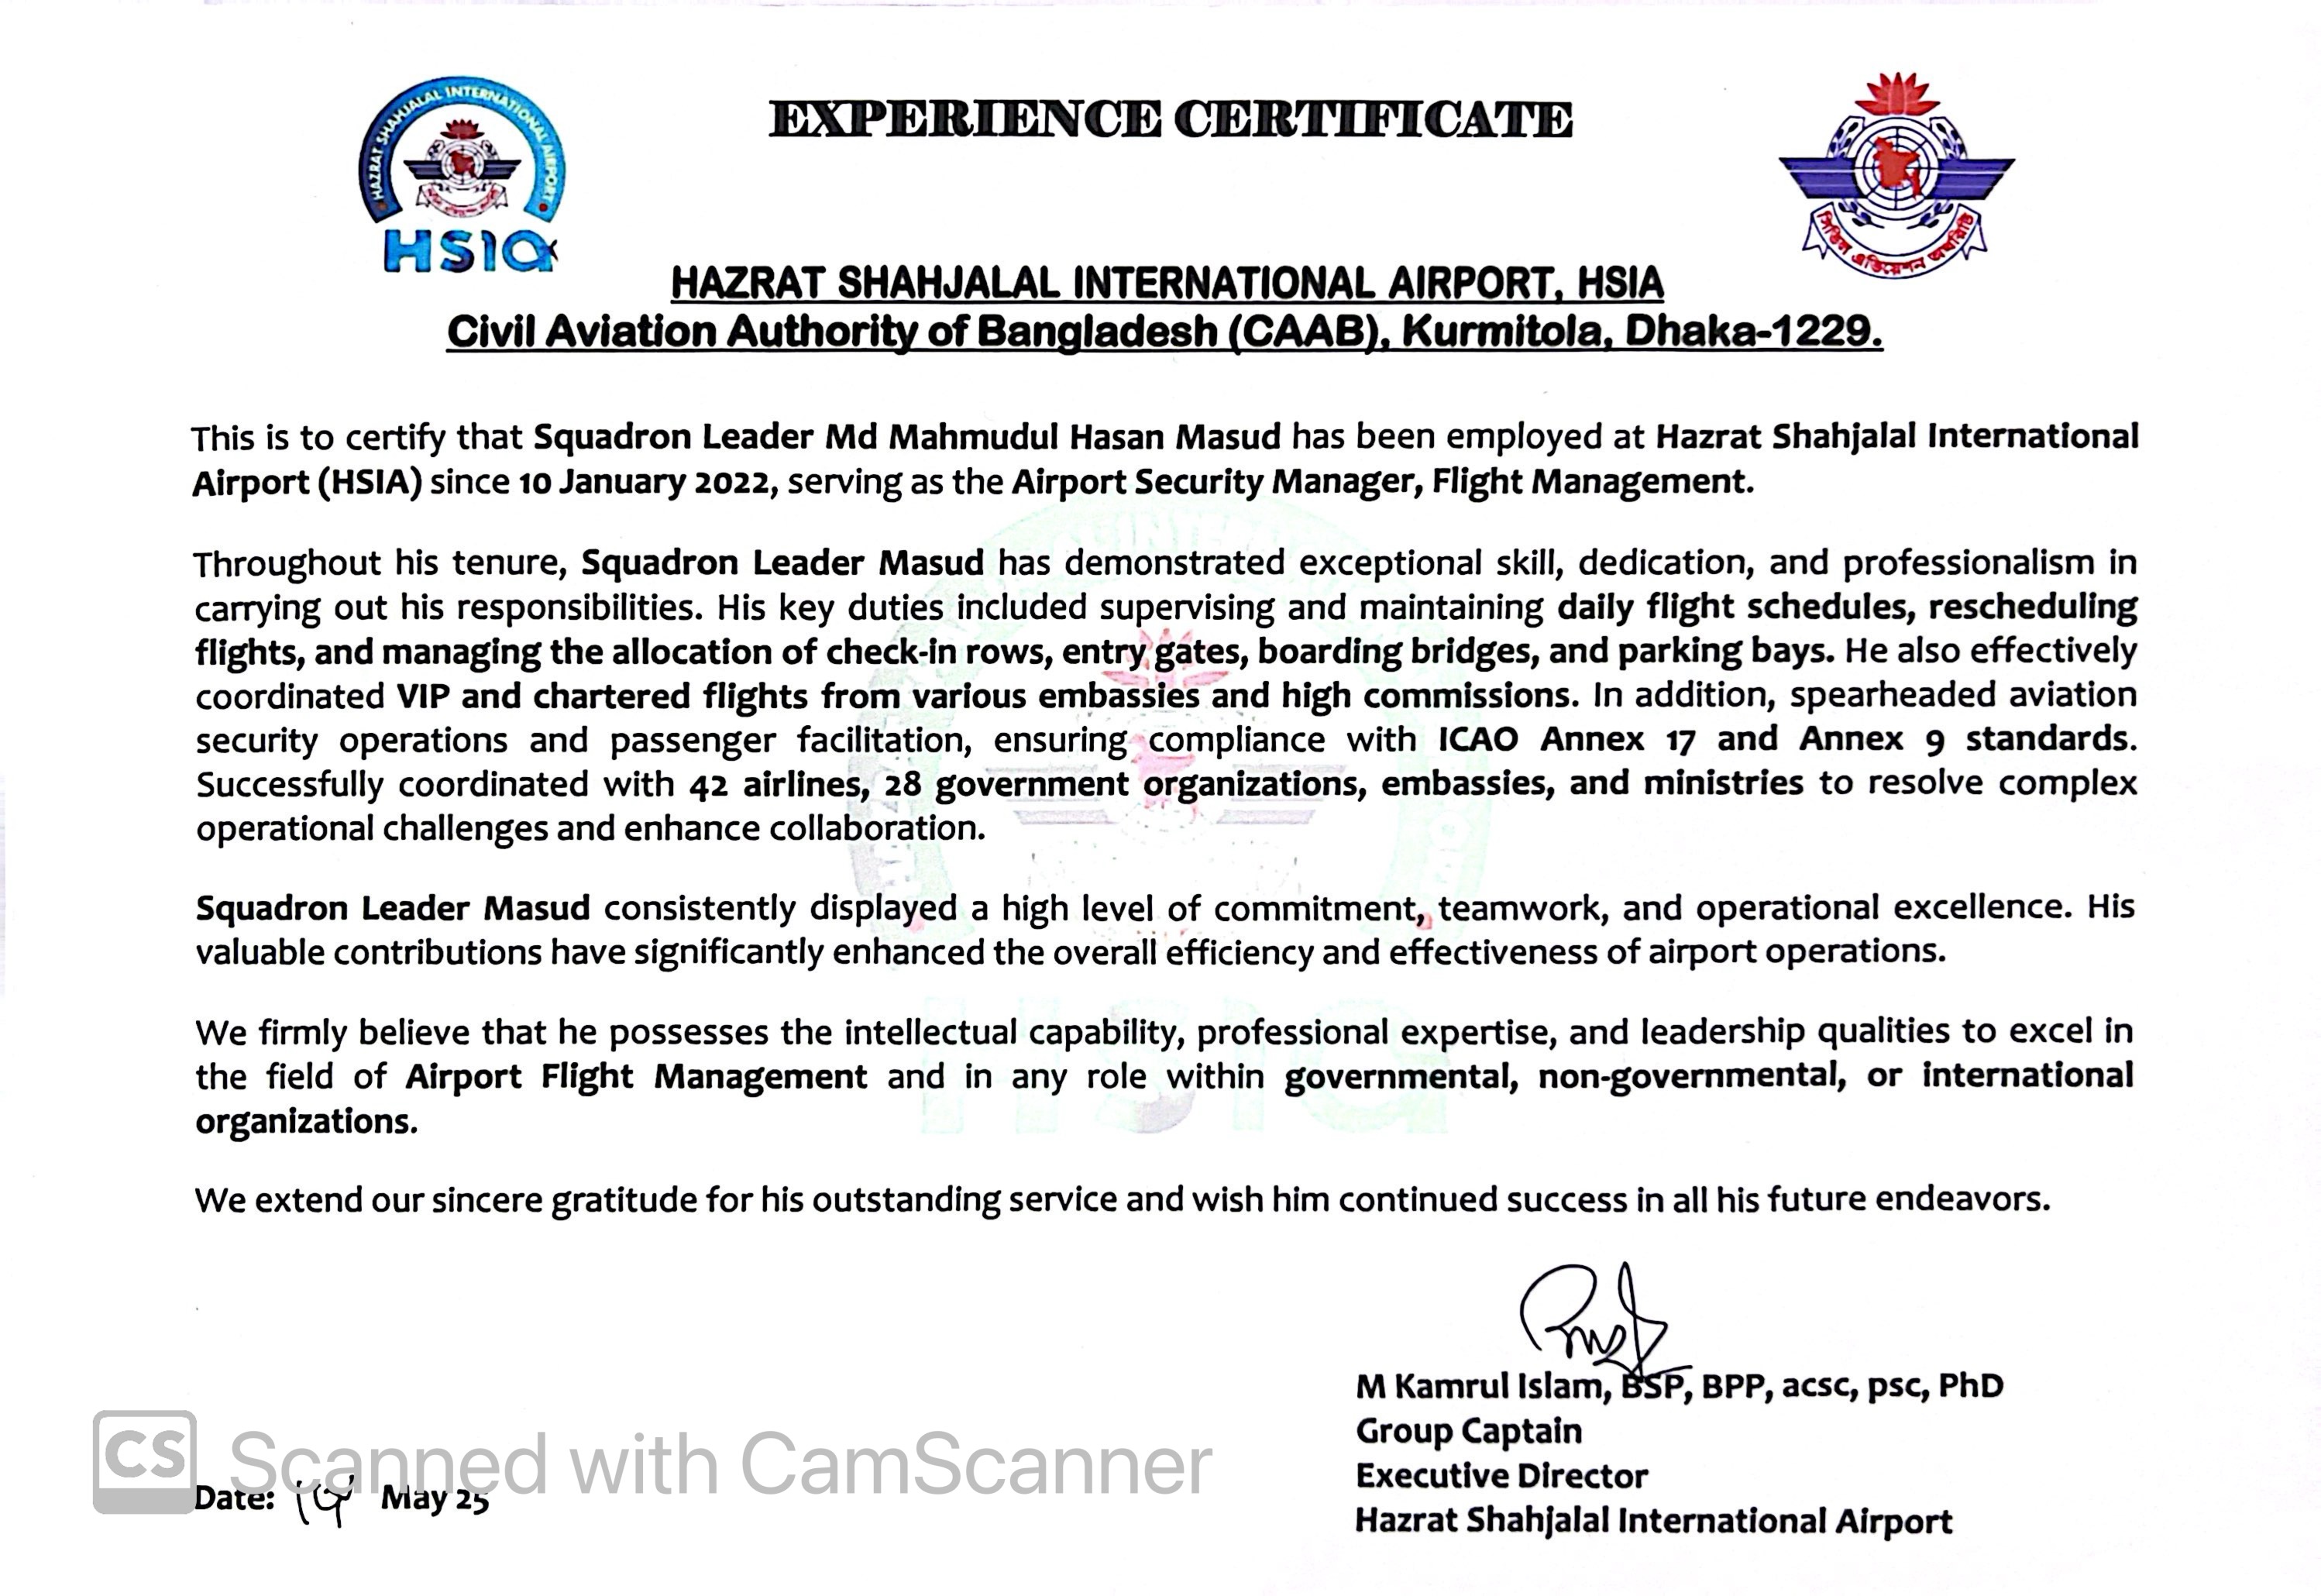 HAZRAT SHAHJALAL INTERNATIONAL AIRPORT
HSIA
EXPERIENCE CERTIFICATE
সিভিল এভিয়েশন অথরিটি
HAZRAT SHAHJALAL INTERNATIONAL AIRPORT, HSIA
Civil Aviation Authority of Bangladesh (CAAB), Kurmitola, Dhaka-1229.
This is to certify that Squadron Leader Md Mahmudul Hasan Masud has been employed at Hazrat Shahjalal International
Airport (HSIA) since 10 January 2022, serving as the Airport Security Manager, Flight Management.
Throughout his tenure, Squadron Leader Masud has demonstrated exceptional skill, dedication, and professionalism in
carrying out his responsibilities. His key duties included supervising and maintaining daily flight schedules, rescheduling
flights, and managing the allocation of check-in rows, entry gates, boarding bridges, and parking bays. He also effectively
coordinated VIP and chartered flights from various embassies and high commissions. In addition, spearheaded aviation
security operations and passenger facilitation, ensuring compliance with ICAO Annex 17 and Annex 9 standards.
Successfully coordinated with 42 airlines, 28 government organizations, embassies, and ministries to resolve complex
operational challenges and enhance collaboration.
Squadron Leader Masud consistently displayed a high level of commitment, teamwork, and operational excellence. His
valuable contributions have significantly enhanced the overall efficiency and effectiveness of airport operations.
We firmly believe that he possesses the intellectual capability, professional expertise, and leadership qualities to excel in
the field of Airport Flight Management and in any role within governmental, non-governmental, or international
organizations.
We extend our sincere gratitude for his outstanding service and wish him continued success in all his future endeavors.
M Kamrul Islam, BSP, BPP, acsc, psc, PhD
Group Captain
Executive Director
Hazrat Shahjalal International Airport
CS Scanned with CamScanner
Date: May 25